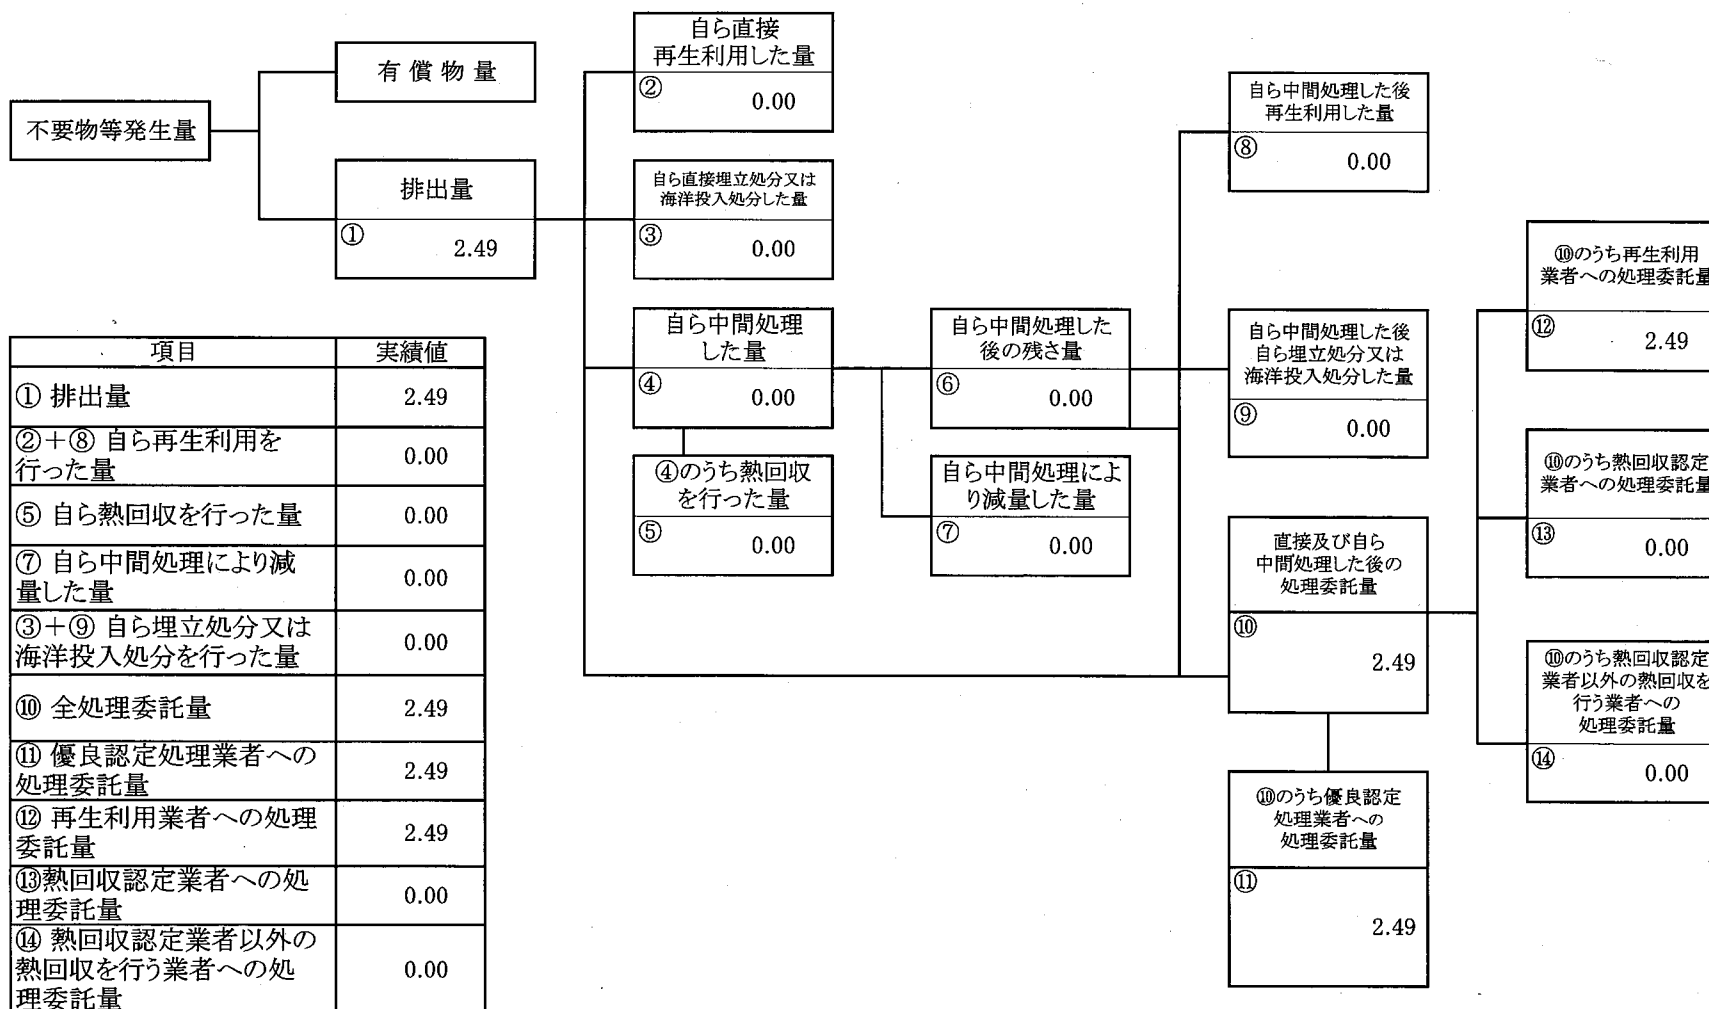 不要物等発生量
有償物量
排出量
①
2.49
自ら直接
再生利用した量
②
0.00
自ら直接埋立処分又は
海洋投入処分した量
③
0.00
自ら中間処理
した量
④
0.00
④のうち熱回収
を行った量
⑤
0.00
自ら中間処理した
後の残さ量
⑥
0.00
自ら中間処理によ
り減量した量
⑦
0.00
自ら中間処理した後
再生利用した量
⑧
0.00
自ら中間処理した後
自ら埋立処分又は
海洋投入処分した量
⑨
0.00
直接及び自ら
中間処理した後の
処理委託量
⑩
2.49
⑩のうち優良認定
処理業者への
処理委託量
⑪
2.49
⑩のうち再生利用
業者への処理委託量
⑫
2.49
⑩のうち熱回収認定
業者への処理委託量
⑬
0.00
⑩のうち熱回収認定
業者以外の熱回収を
行う業者への
処理委託量
⑭
0.00
項目 実績値
① 排出量 2.49
②＋⑧ 自ら再生利用を
行った量 0.00
⑤ 自ら熱回収を行った量 0.00
⑦ 自ら中間処理により減
量した量 0.00
③＋⑨ 自ら埋立処分又は
海洋投入処分を行った量 0.00
⑩ 全処理委託量 2.49
⑪ 優良認定処理業者への
処理委託量 2.49
⑫ 再生利用業者への処理
委託量 2.49
⑬熱回収認定業者への処
理委託量 0.00
⑭ 熱回収認定業者以外の
熱回収を行う業者への処
理委託量 0.00